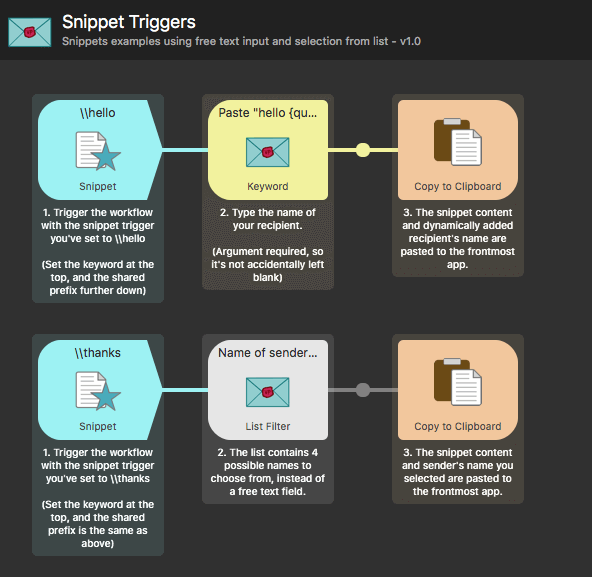 Snippet Triggers
Snippets examples using free text input and selection from list - v1.0
\\hello
Snippet
1. Trigger the workflow
with the snippet trigger
you've set to \\hello
(Set the keyword at the
top, and the shared
prefix further down)
Paste "hello {qu...
Keyword
2. Type the name of
your recipient.
(Argument required, so
it's not accidentally left
blank)
Copy to Clipboard
3. The snippet content
and dynamically added
recipient's name are
pasted to the frontmost
app.
\\thanks
Snippet
1. Trigger the workflow
with the snippet trigger
you've set to \\thanks
(Set the keyword at the
top, and the shared
prefix is the same as
above)
Name of sender...
List Filter
2. The list contains 4
possible names to
choose from, instead of
a free text field.
Copy to Clipboard
3. The snippet content
and sender's name you
selected are pasted to
the frontmost app.